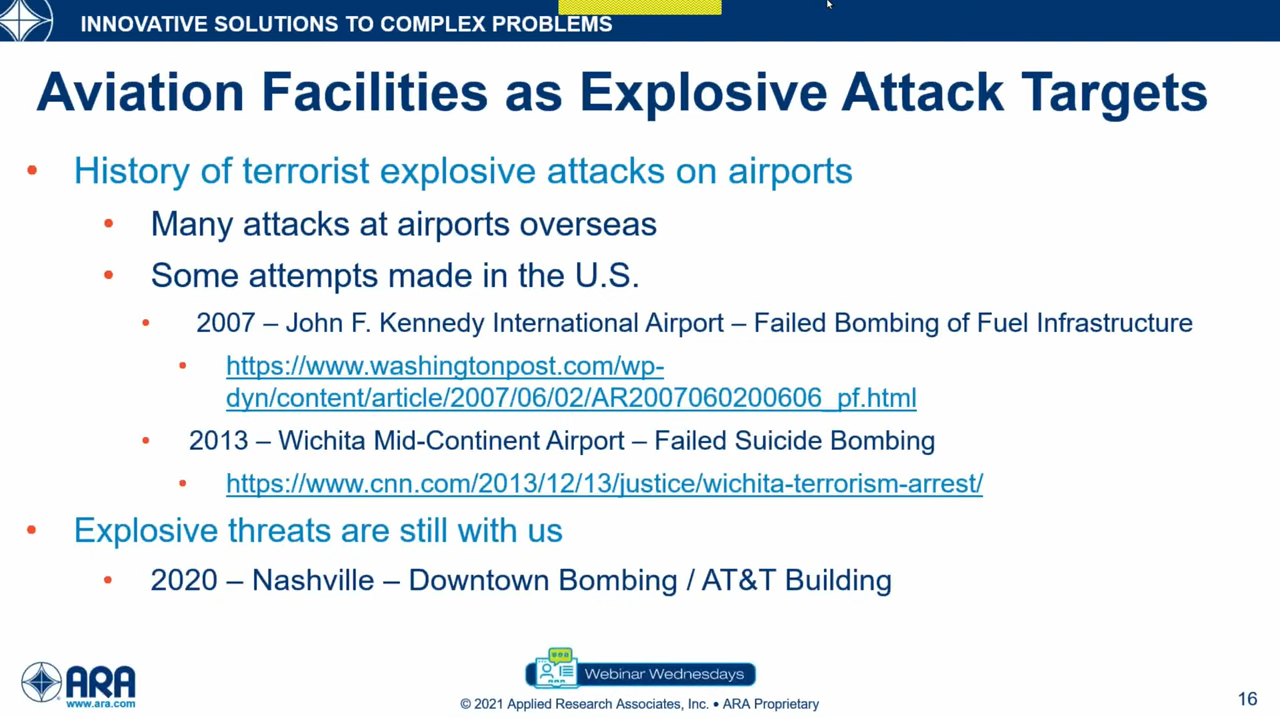 INNOVATIVE SOLUTIONS TO COMPLEX PROBLEMS
Aviation Facilities as Explosive Attack Targets
• History of terrorist explosive attacks on airports
• Many attacks at airports overseas
• Some attempts made in the U.S.
• 2007 – John F. Kennedy International Airport – Failed Bombing of Fuel Infrastructure
• https://www.washingtonpost.com/wp-
dyn/content/article/2007/06/02/AR2007060200606_pf.html
• 2013 – Wichita Mid-Continent Airport – Failed Suicide Bombing
• https://www.cnn.com/2013/12/13/justice/wichita-terrorism-arrest/
• Explosive threats are still with us
• 2020 – Nashville – Downtown Bombing / AT&T Building
ARA
www.ara.com
Webinar Wednesdays
© 2021 Applied Research Associates, Inc. • ARA Proprietary
16